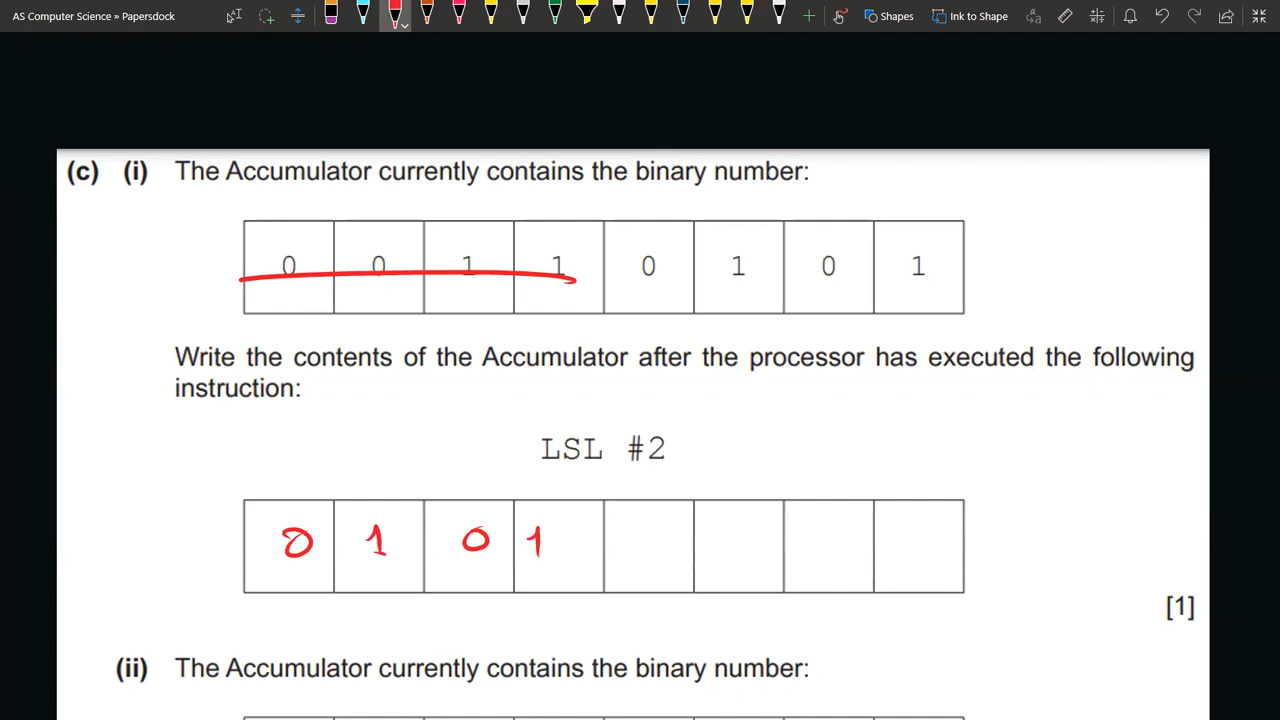 AS Computer Science » Papersdock
Shapes
Ink to Shape
(c) (i) The Accumulator currently contains the binary number:
0 0 1 1 0 1 0 1
Write the contents of the Accumulator after the processor has executed the following
instruction:
LSL #2
0 1 0 1
[1]
(ii) The Accumulator currently contains the binary number: